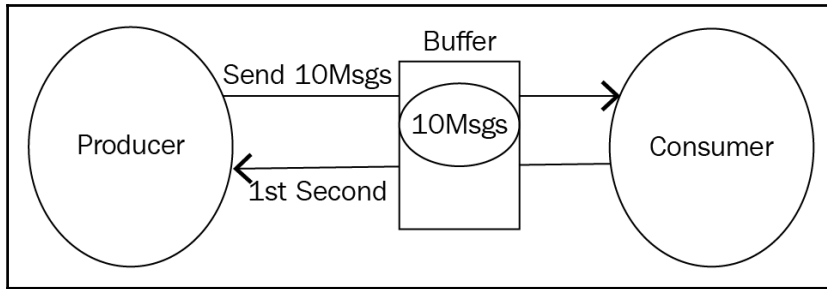 Buffer
Send 10Msgs
10Msgs
Producer
Consumer
1st Second